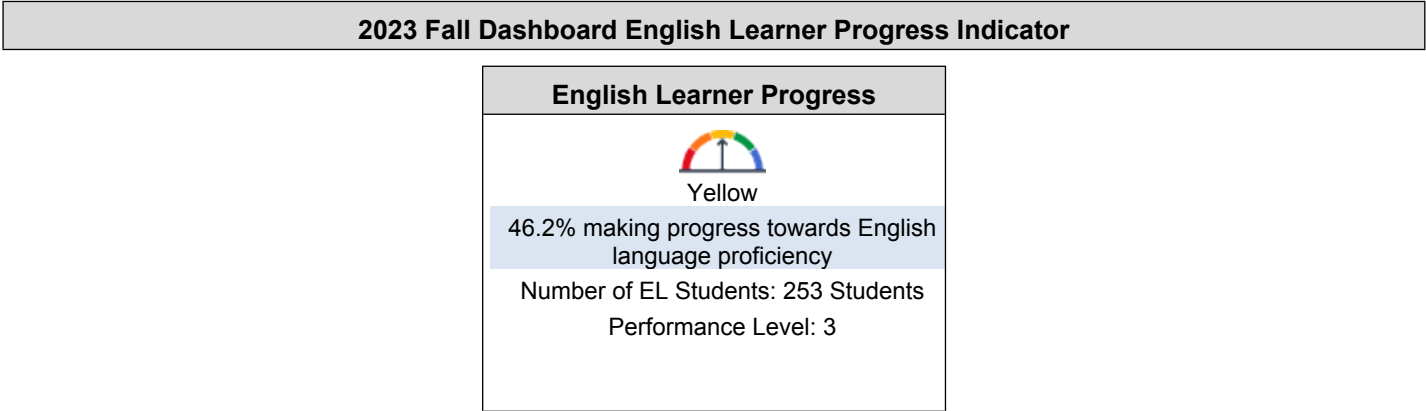 2023 Fall Dashboard English Learner Progress Indicator
English Learner Progress
Yellow
46.2% making progress towards English
language proficiency
Number of EL Students: 253 Students
Performance Level: 3